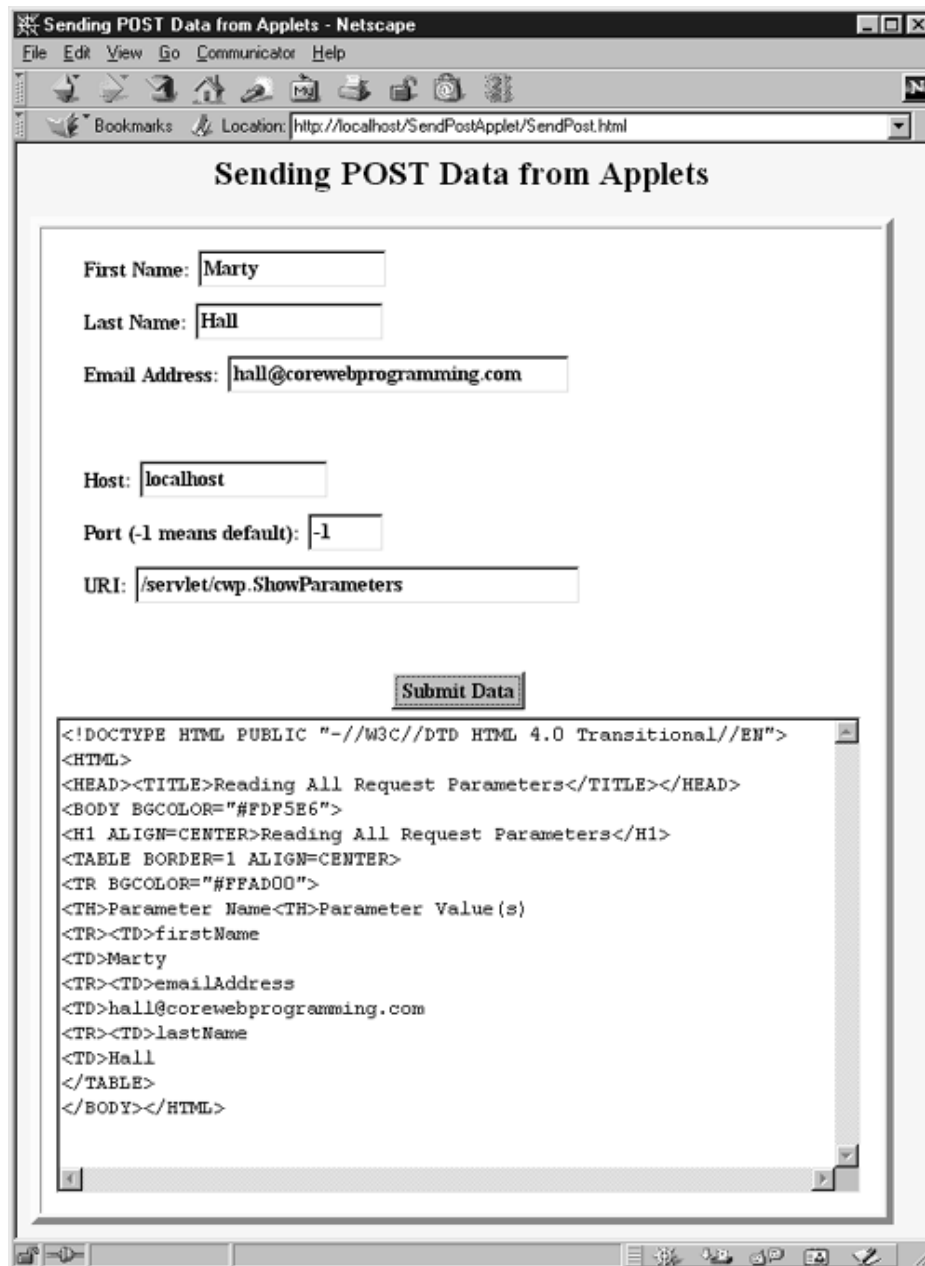 Sending POST Data from Applets - Netscape
File Edit View Go Communicator Help
Bookmarks Location: http://localhost/SendPostApplet/SendPost.html
Sending POST Data from Applets
First Name: Marty
Last Name: Hall
Email Address: hall@corewebprogramming.com
Host: localhost
Port (-1 means default): -1
URI: /servlet/cwp.ShowParameters
Submit Data
<!DOCTYPE HTML PUBLIC "-//W3C//DTD HTML 4.0 Transitional//EN">
<HTML>
<HEAD><TITLE>Reading All Request Parameters</TITLE></HEAD>
<BODY BGCOLOR="#FDF5E6">
<H1 ALIGN=CENTER>Reading All Request Parameters</H1>
<TABLE BORDER=1 ALIGN=CENTER>
<TR BGCOLOR="#FFAD00">
<TH>Parameter Name<TH>Parameter Value(s)
<TR><TD>firstName
<TD>Marty
<TR><TD>emailAddress
<TD>hall@corewebprogramming.com
<TR><TD>lastName
<TD>Hall
</TABLE>
</BODY></HTML>